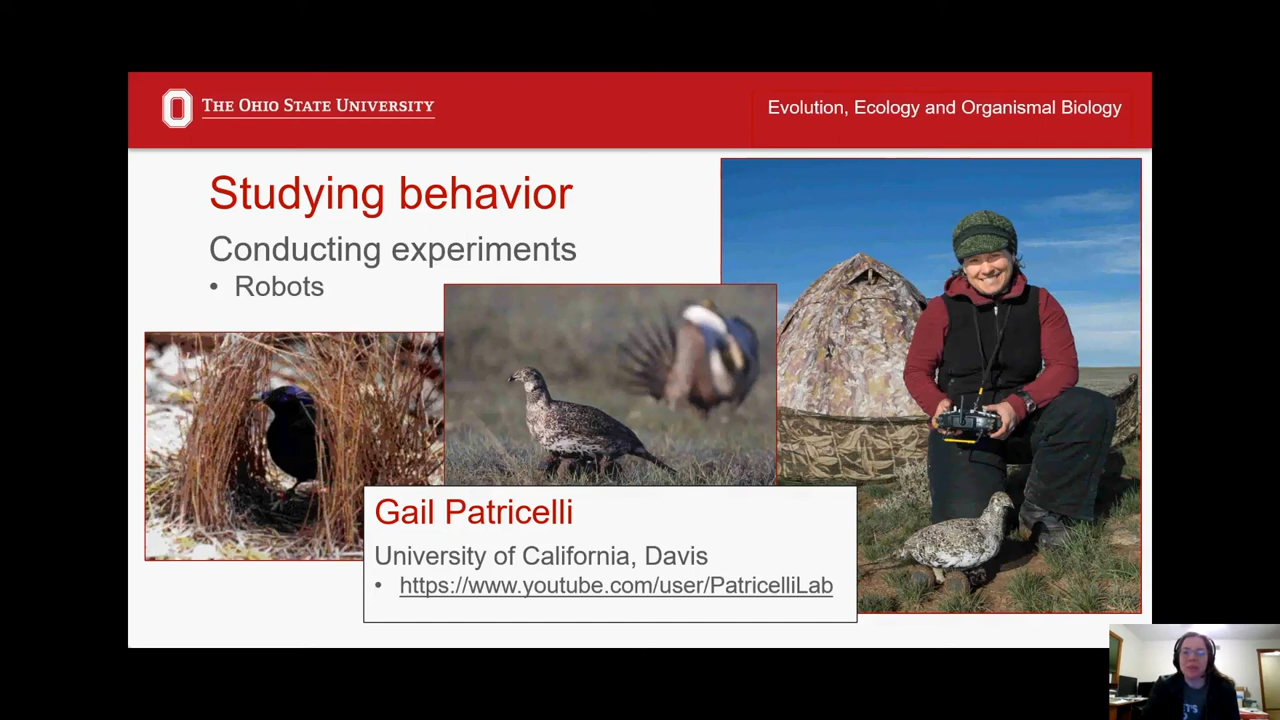 THE OHIO STATE UNIVERSITY
Evolution, Ecology and Organismal Biology
Studying behavior
Conducting experiments
• Robots
Gail Patricelli
University of California, Davis
• https://www.youtube.com/user/PatricelliLab